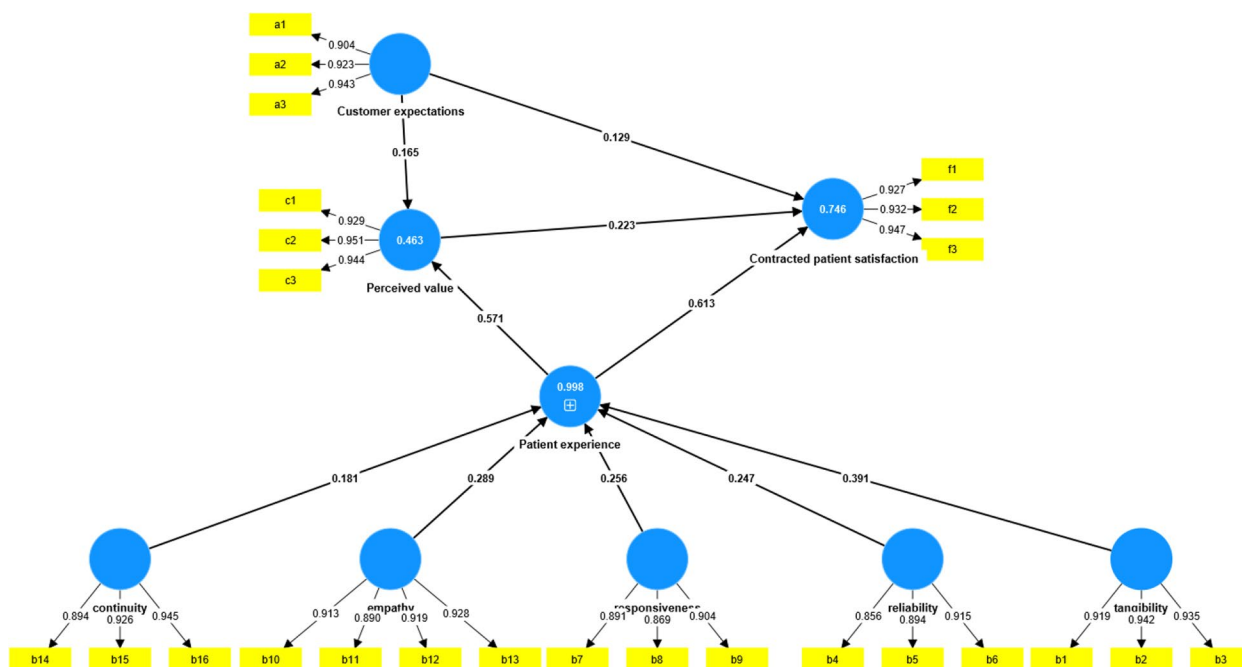 a1
0.904
a2
0.923
0.943
a3
Customer expectations
0.129
0.165
f1
0.927
c1
0.929
0.746
0.932
f2
c2
0.951
0.463
0.223
0.947
0.944
f3
c3
Contracted patient satisfaction
Perceived value
0.571
0.613
0.998
Patient experience
0.181
0.289
0.256
0.247
0.391
continuity
0.894
0.926
0.945
empathy
0.913
0.890
0.919
0.928
responsiveness
0.891
0.869
0.904
reliability
0.856
0.894
0.915
tangibility
0.919
0.942
0.935
b14
b15
b16
b10
b11
b12
b13
b7
b8
b9
b4
b5
b6
b1
b2
b3